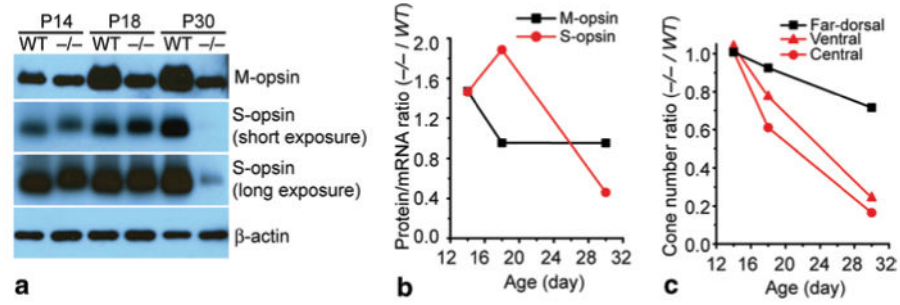 P14 P18 P30
WT –/– WT –/– WT –/–
M-opsin
S-opsin
(short exposure)
S-opsin
(long exposure)
β-actin
a
M-opsin
S-opsin
Protein/mRNA ratio (–/– / WT)
2.0
1.6
1.2
0.8
0.4
0.0
12 16 20 24 28 32
Age (day)
b
Far-dorsal
Ventral
Central
Cone number ratio (–/– / WT)
1.0
0.8
0.6
0.4
0.2
0.0
12 16 20 24 28 32
Age (day)
c